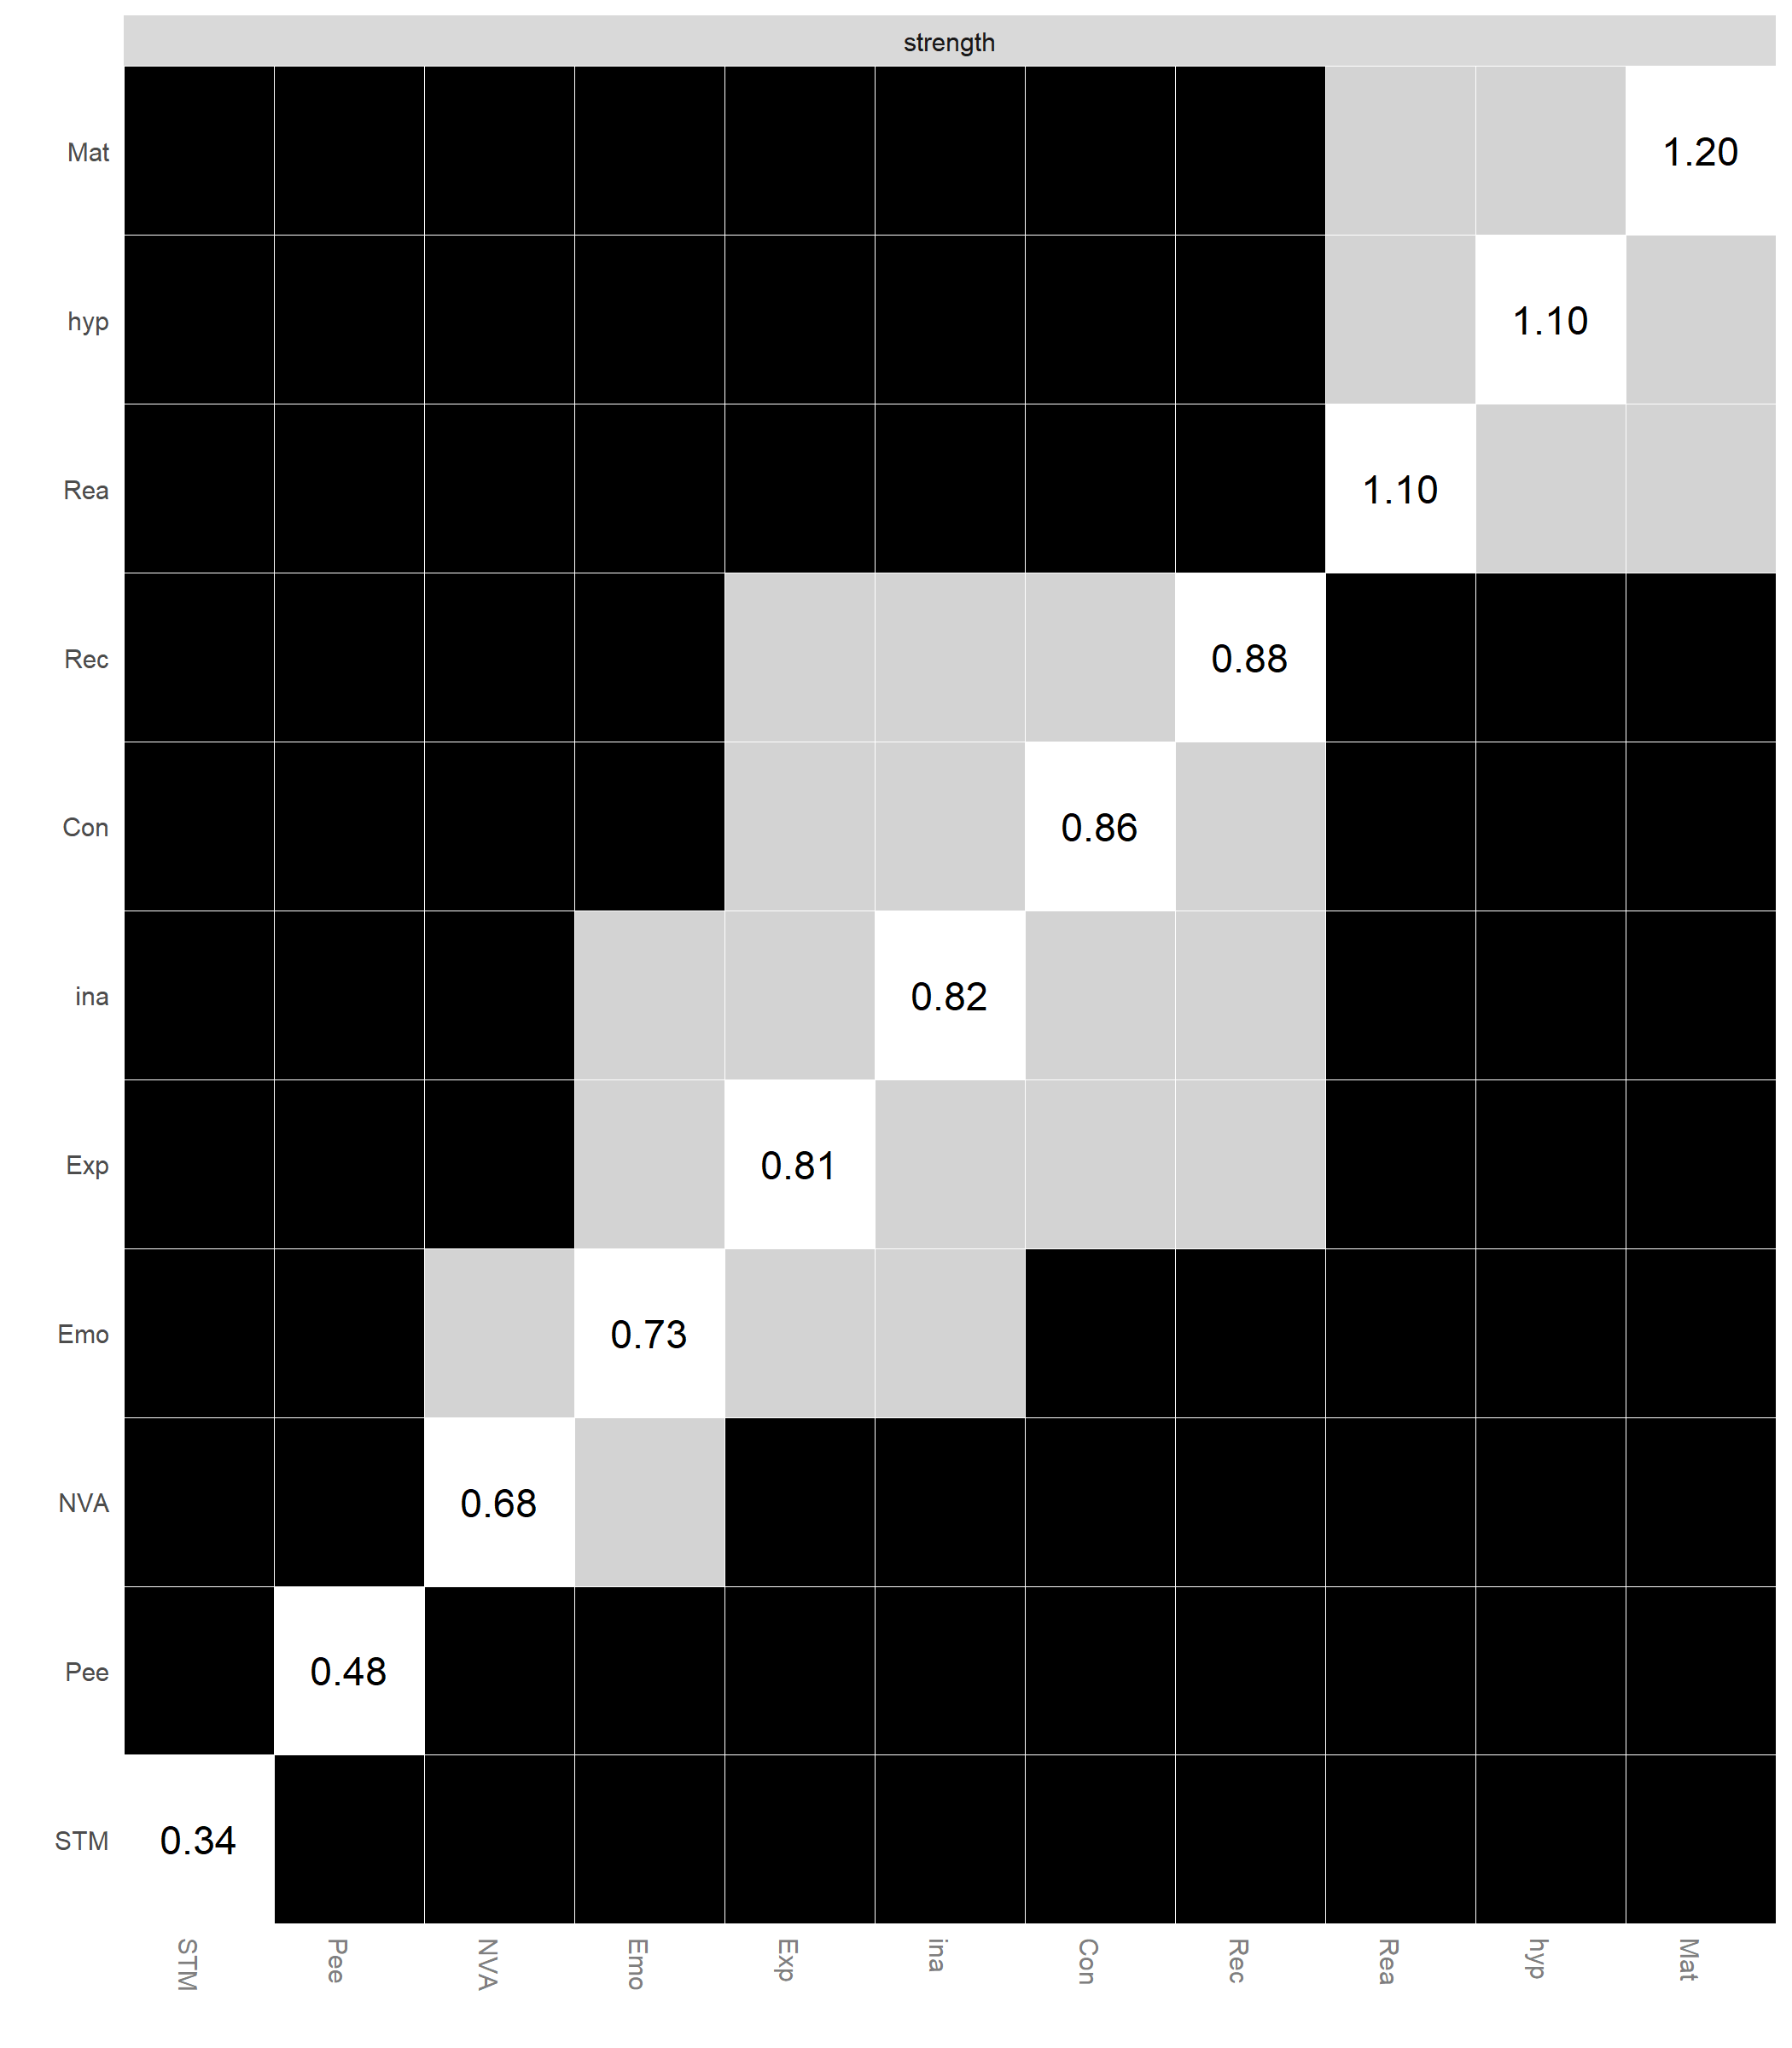 strength
Mat 1.20
hyp 1.10
Rea 1.10
Rec 0.88
Con 0.86
ina 0.82
Exp 0.81
Emo 0.73
NVA 0.68
Pee 0.48
STM 0.34
STM Pee NVA Emo Exp ina Con Rec Rea hyp Mat